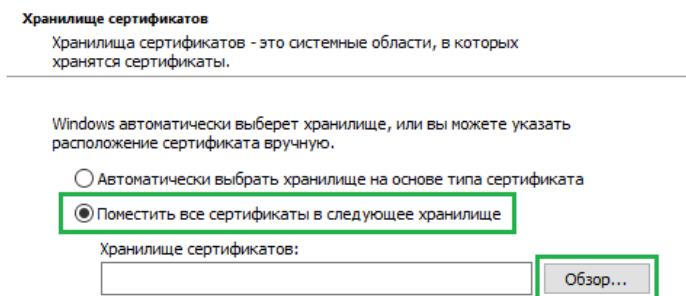 Хранилище сертификатов
Хранилища сертификатов - это системные области, в которых
хранятся сертификаты.
Windows автоматически выберет хранилище, или вы можете указать
расположение сертификата вручную.
Автоматически выбрать хранилище на основе типа сертификата
Поместить все сертификаты в следующее хранилище
Хранилище сертификатов:
Обзор...